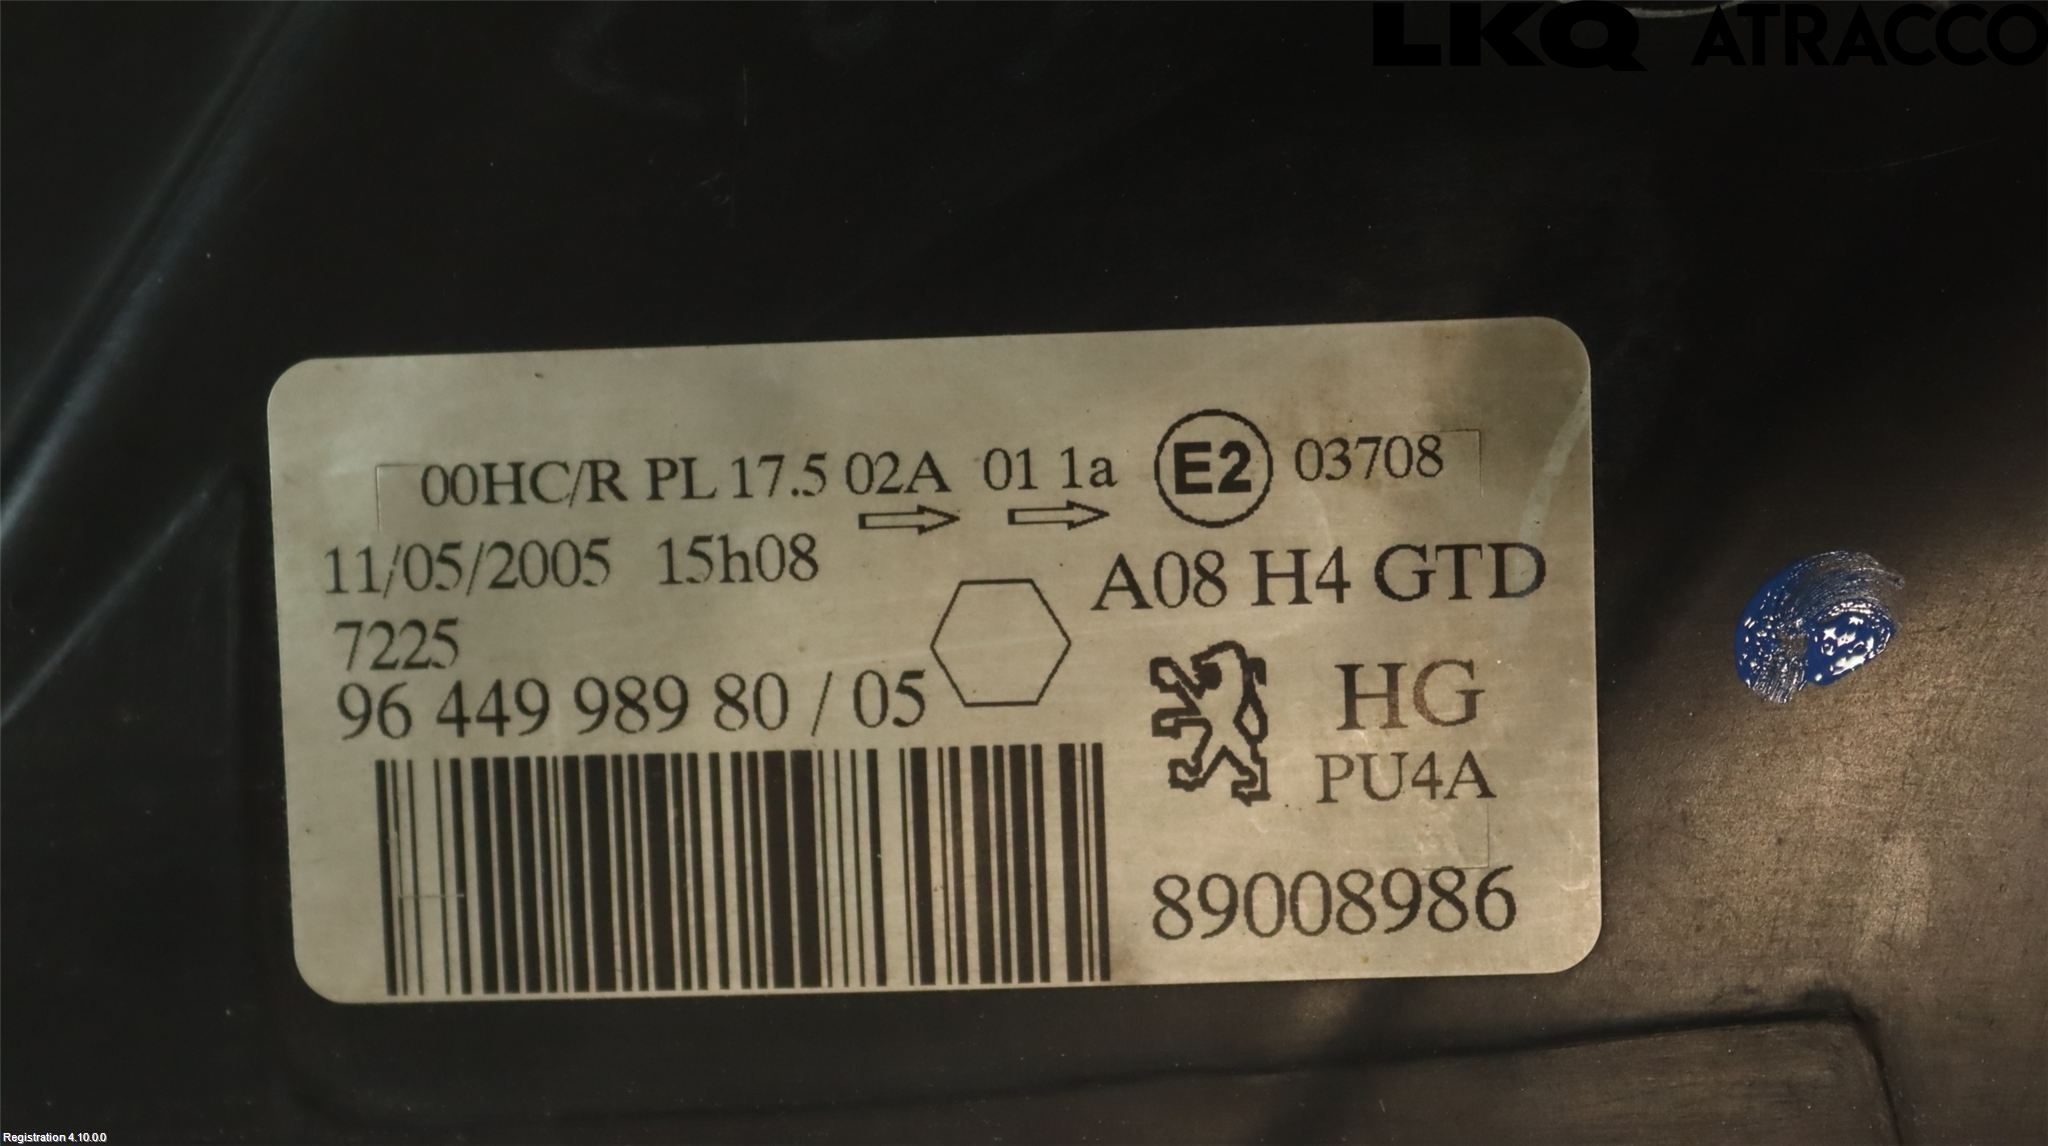 LKQ ATRACCO
00HC/R PL 17.5 02A 01 1a E2 03708
11/05/2005 15h08
A08 H4 GTD
7225
96 449 989 80 / 05
HG
PU4A
89008986
Registration 4.10.0.0